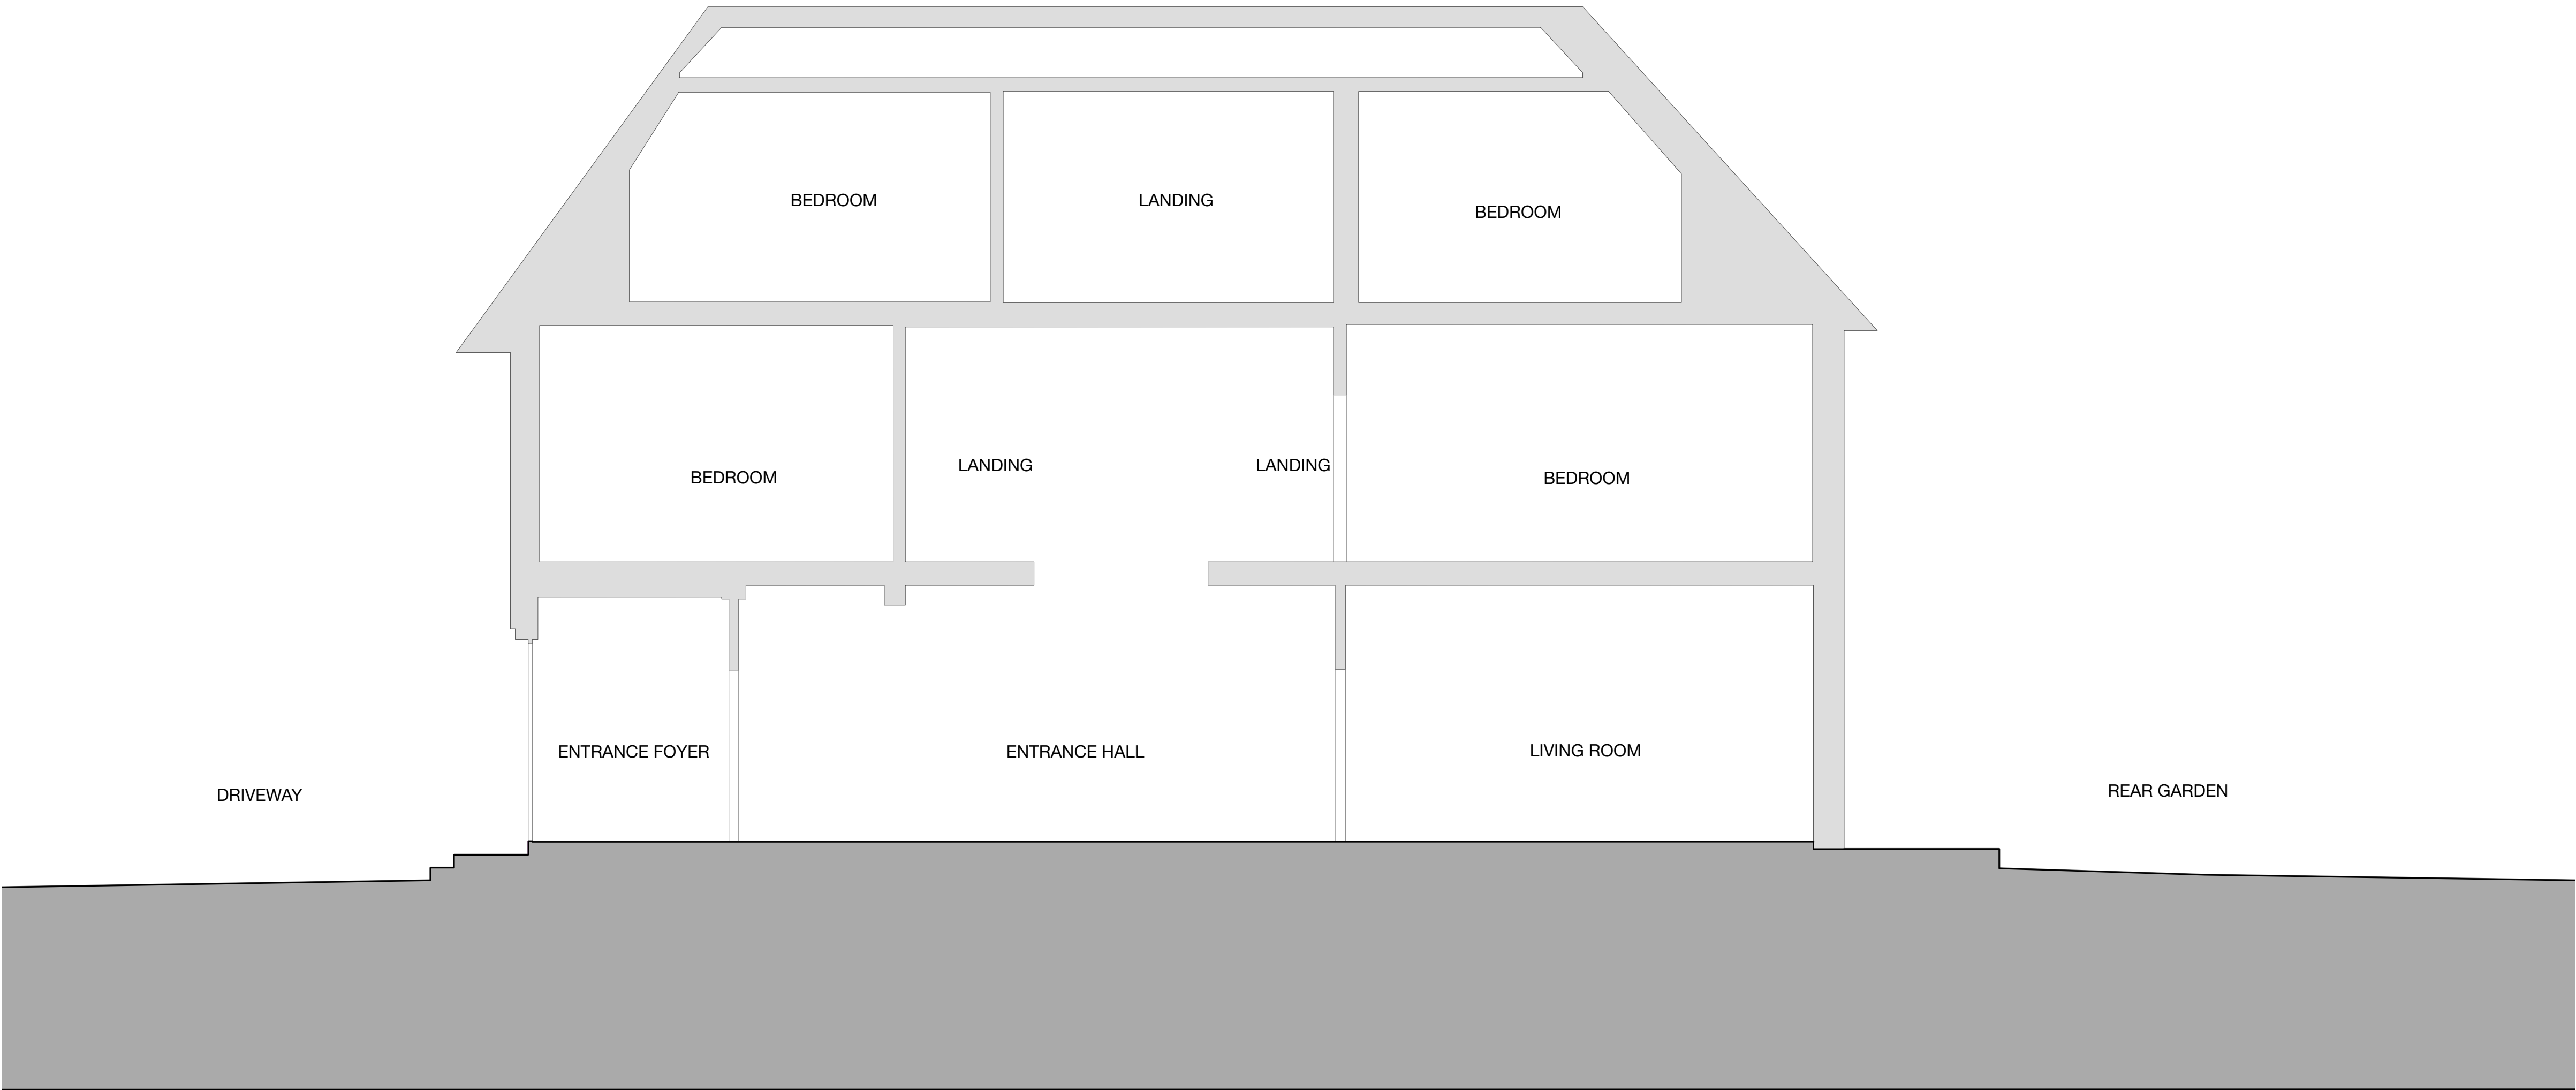 BEDROOM
LANDING
BEDROOM
BEDROOM
LANDING
LANDING
BEDROOM
ENTRANCE FOYER
ENTRANCE HALL
LIVING ROOM
DRIVEWAY
REAR GARDEN